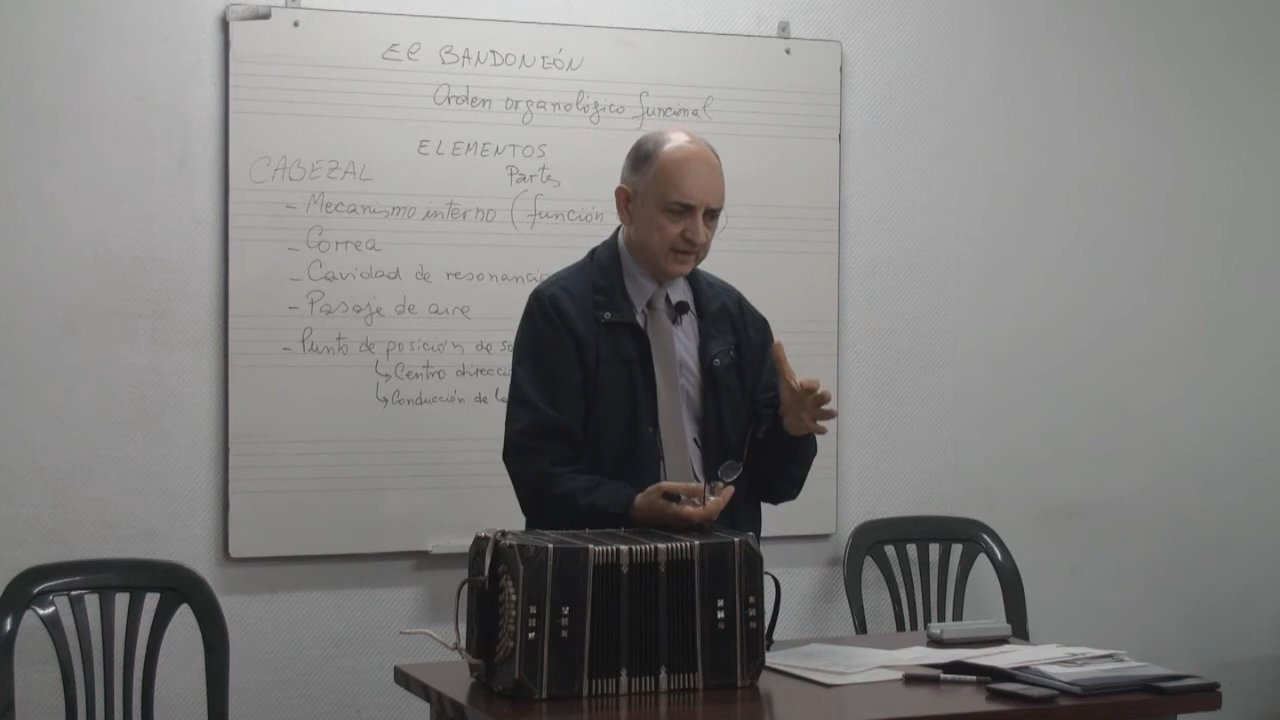 El BANDONEÓN
Orden organológico funcional
ELEMENTOS
CABEZAL
Partes
- Mecanismo interno (función )
- Correa
- Cavidad de resonancia
- Pasaje de aire
- Punto de posición de
↳ Centro
↳ Conducción de